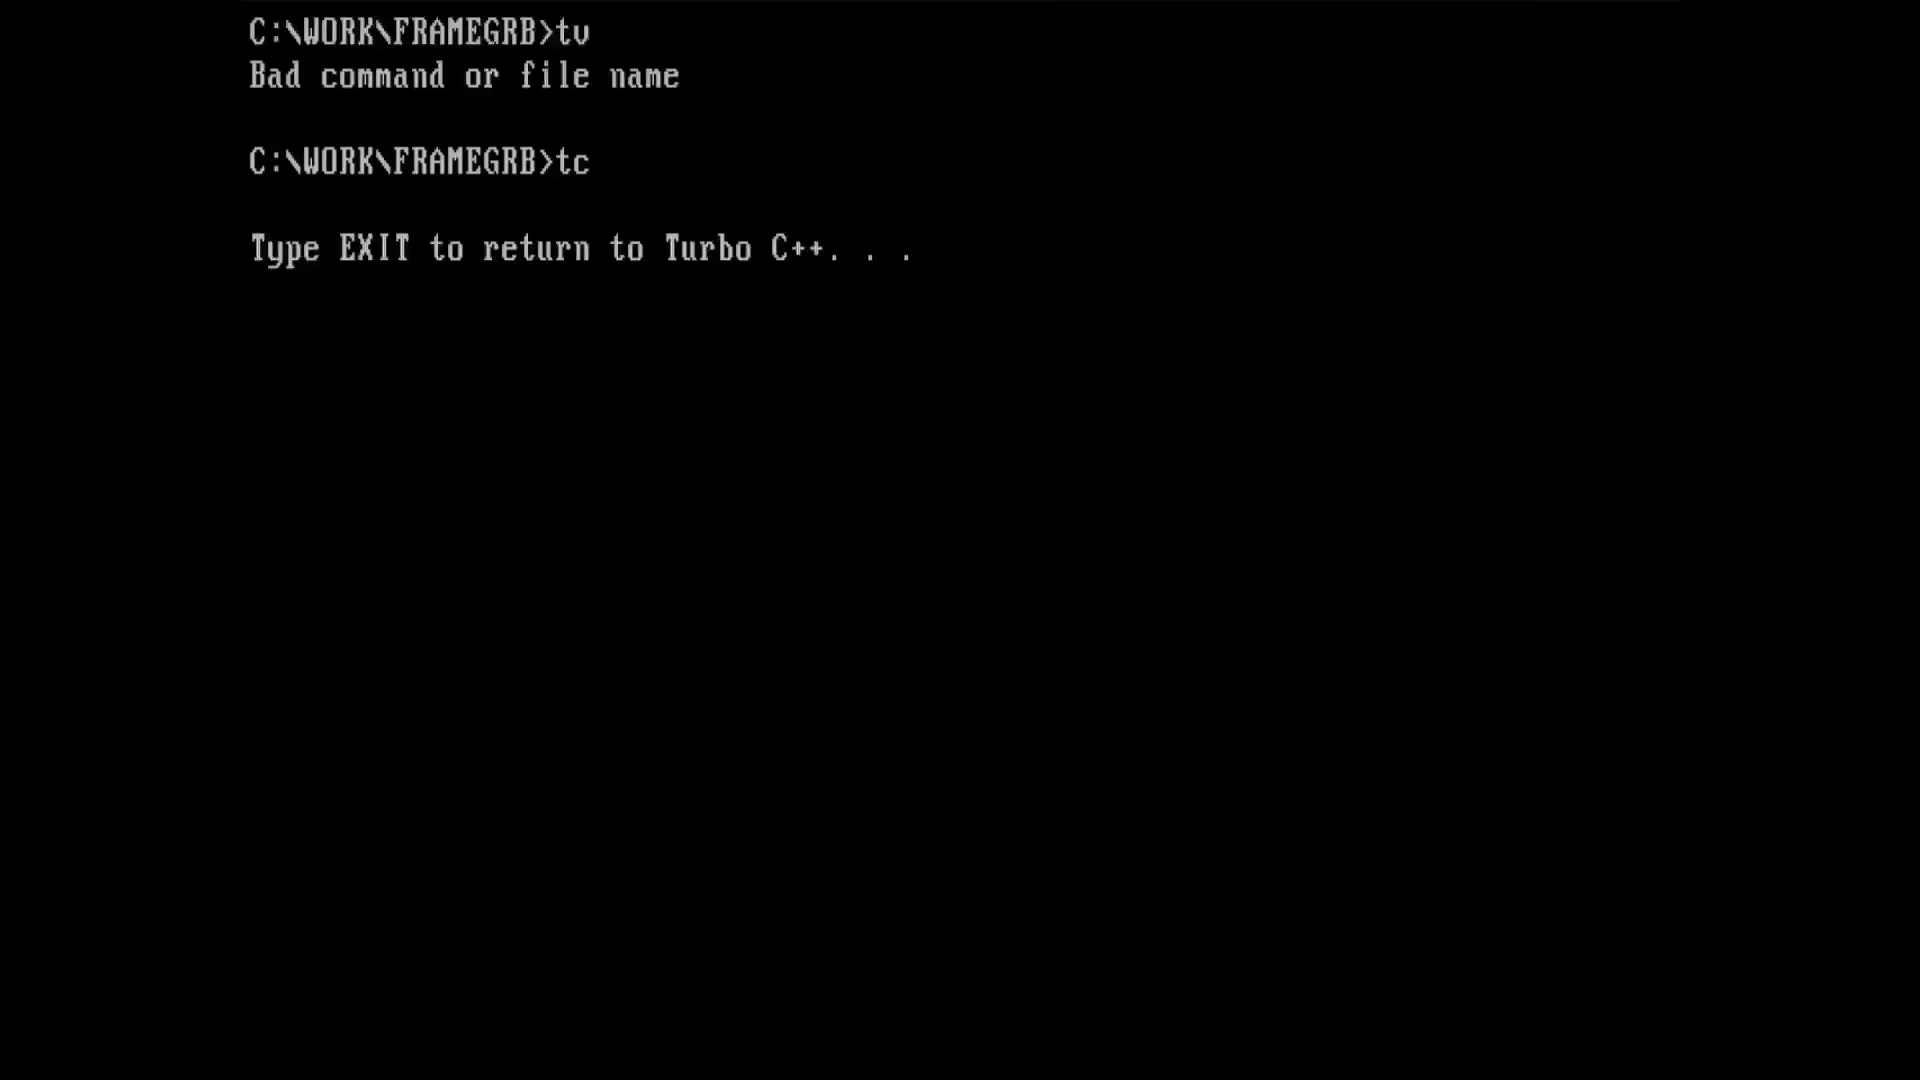 C:\WORK\FRAMEGRB>tv
Bad command or file name
C:\WORK\FRAMEGRB>tc
Type EXIT to return to Turbo C++. . .